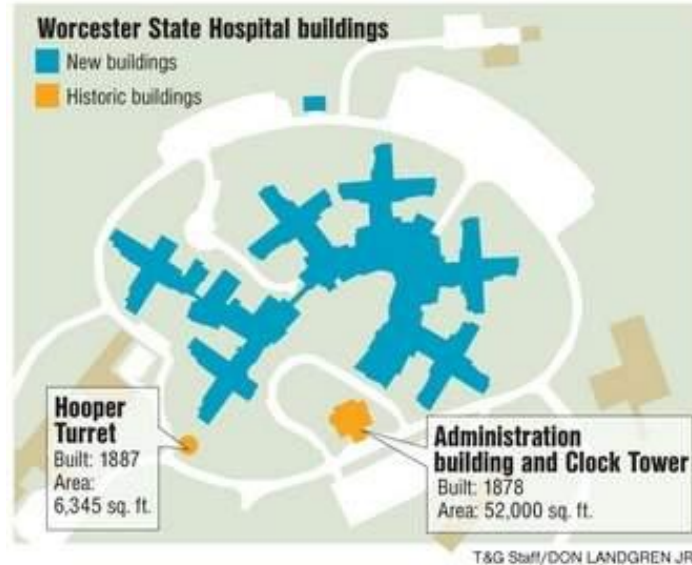 Worcester State Hospital buildings
New buildings
Historic buildings
Hooper
Turret
Built: 1887
Area:
6,345 sq. ft.
Administration
building and Clock Tower
Built: 1878
Area: 52,000 sq. ft.
T&G Staff/DON LANDGREN JR